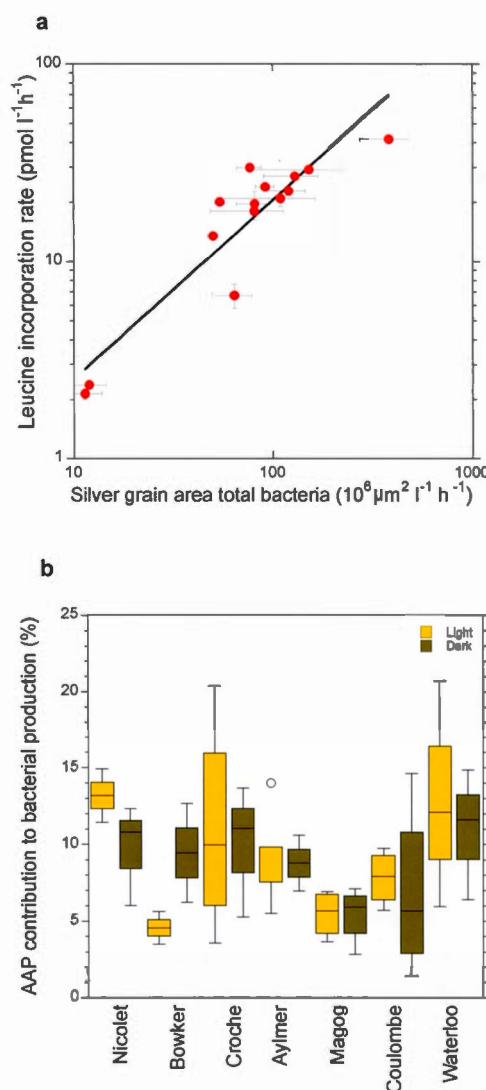 a
100
10
1
Leucine incorporation rate (pmol l⁻¹h⁻¹)
10
100
1000
Silver grain area total bacteria (10⁶µm² l⁻¹ h⁻¹)
b
25
20
15
10
5
0
AAP contribution to bacterial production (%)
Light
Dark
Nicolet
Bowker
Croche
Aylmer
Magog
Coulombe
Waterloo